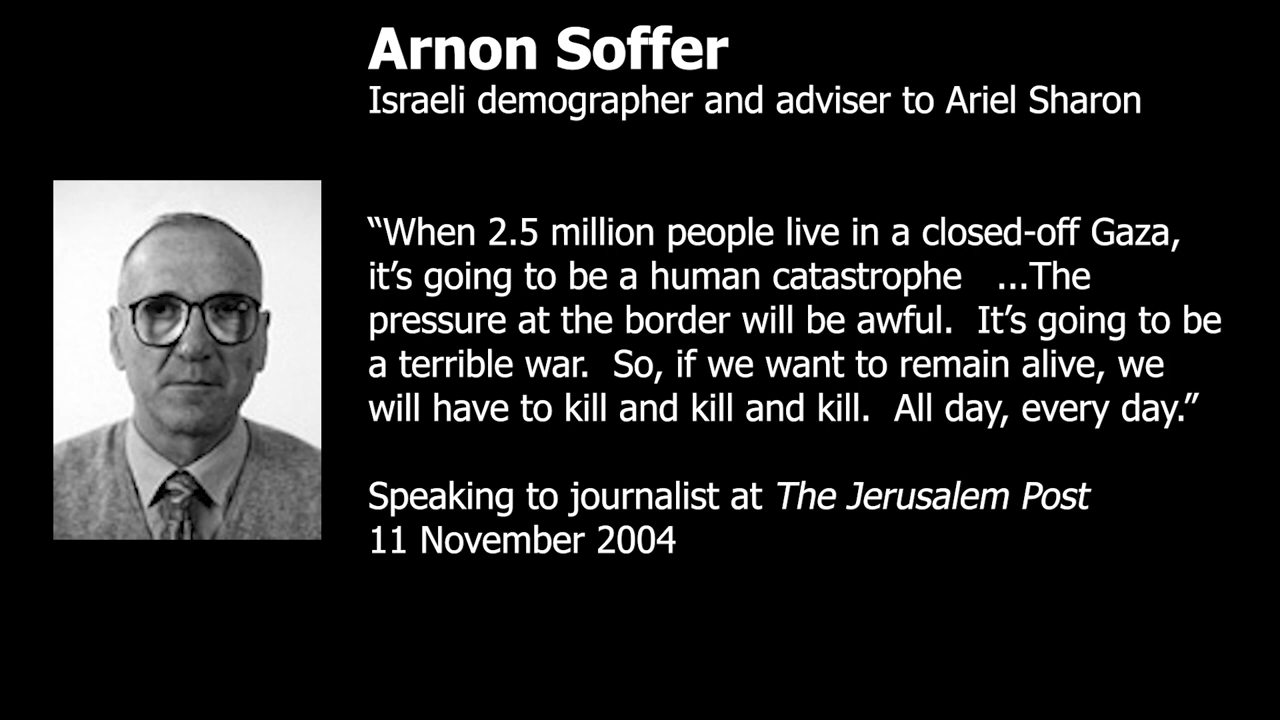 Arnon Soffer
Israeli demographer and adviser to Ariel Sharon
“When 2.5 million people live in a closed-off Gaza,
it’s going to be a human catastrophe ...The
pressure at the border will be awful. It’s going to be
a terrible war. So, if we want to remain alive, we
will have to kill and kill and kill. All day, every day.”
Speaking to journalist at The Jerusalem Post
11 November 2004